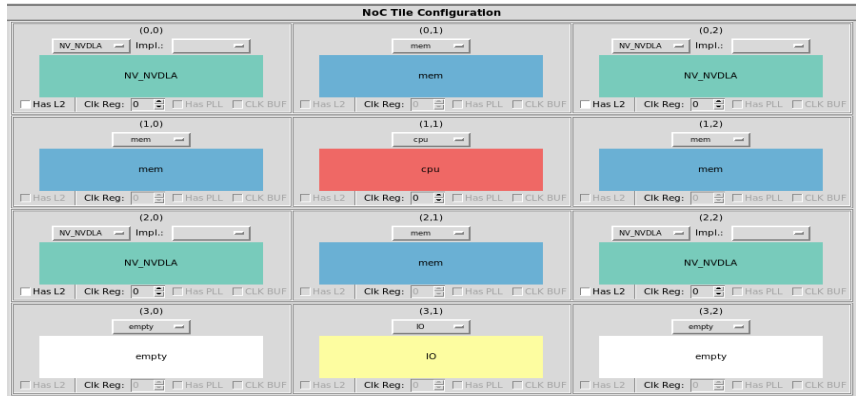 NoC Tile Configuration
(0,0) (0,1) (0,2)
NV_NVDLA Impl.: mem NV_NVDLA Impl.:
NV_NVDLA mem NV_NVDLA
Has L2 Clk Reg: 0 Has PLL CLK BUF Has L2 Clk Reg: 0 Has PLL CLK BUF Has L2 Clk Reg: 0 Has PLL CLK BUF
(1,0) (1,1) (1,2)
mem cpu mem
mem cpu mem
Has L2 Clk Reg: 0 Has PLL CLK BUF Has L2 Clk Reg: 0 Has PLL CLK BUF Has L2 Clk Reg: 0 Has PLL CLK BUF
(2,0) (2,1) (2,2)
NV_NVDLA Impl.: mem NV_NVDLA Impl.:
NV_NVDLA mem NV_NVDLA
Has L2 Clk Reg: 0 Has PLL CLK BUF Has L2 Clk Reg: 0 Has PLL CLK BUF Has L2 Clk Reg: 0 Has PLL CLK BUF
(3,0) (3,1) (3,2)
empty IO empty
empty IO empty
Has L2 Clk Reg: 0 Has PLL CLK BUF Has L2 Clk Reg: 0 Has PLL CLK BUF Has L2 Clk Reg: 0 Has PLL CLK BUF